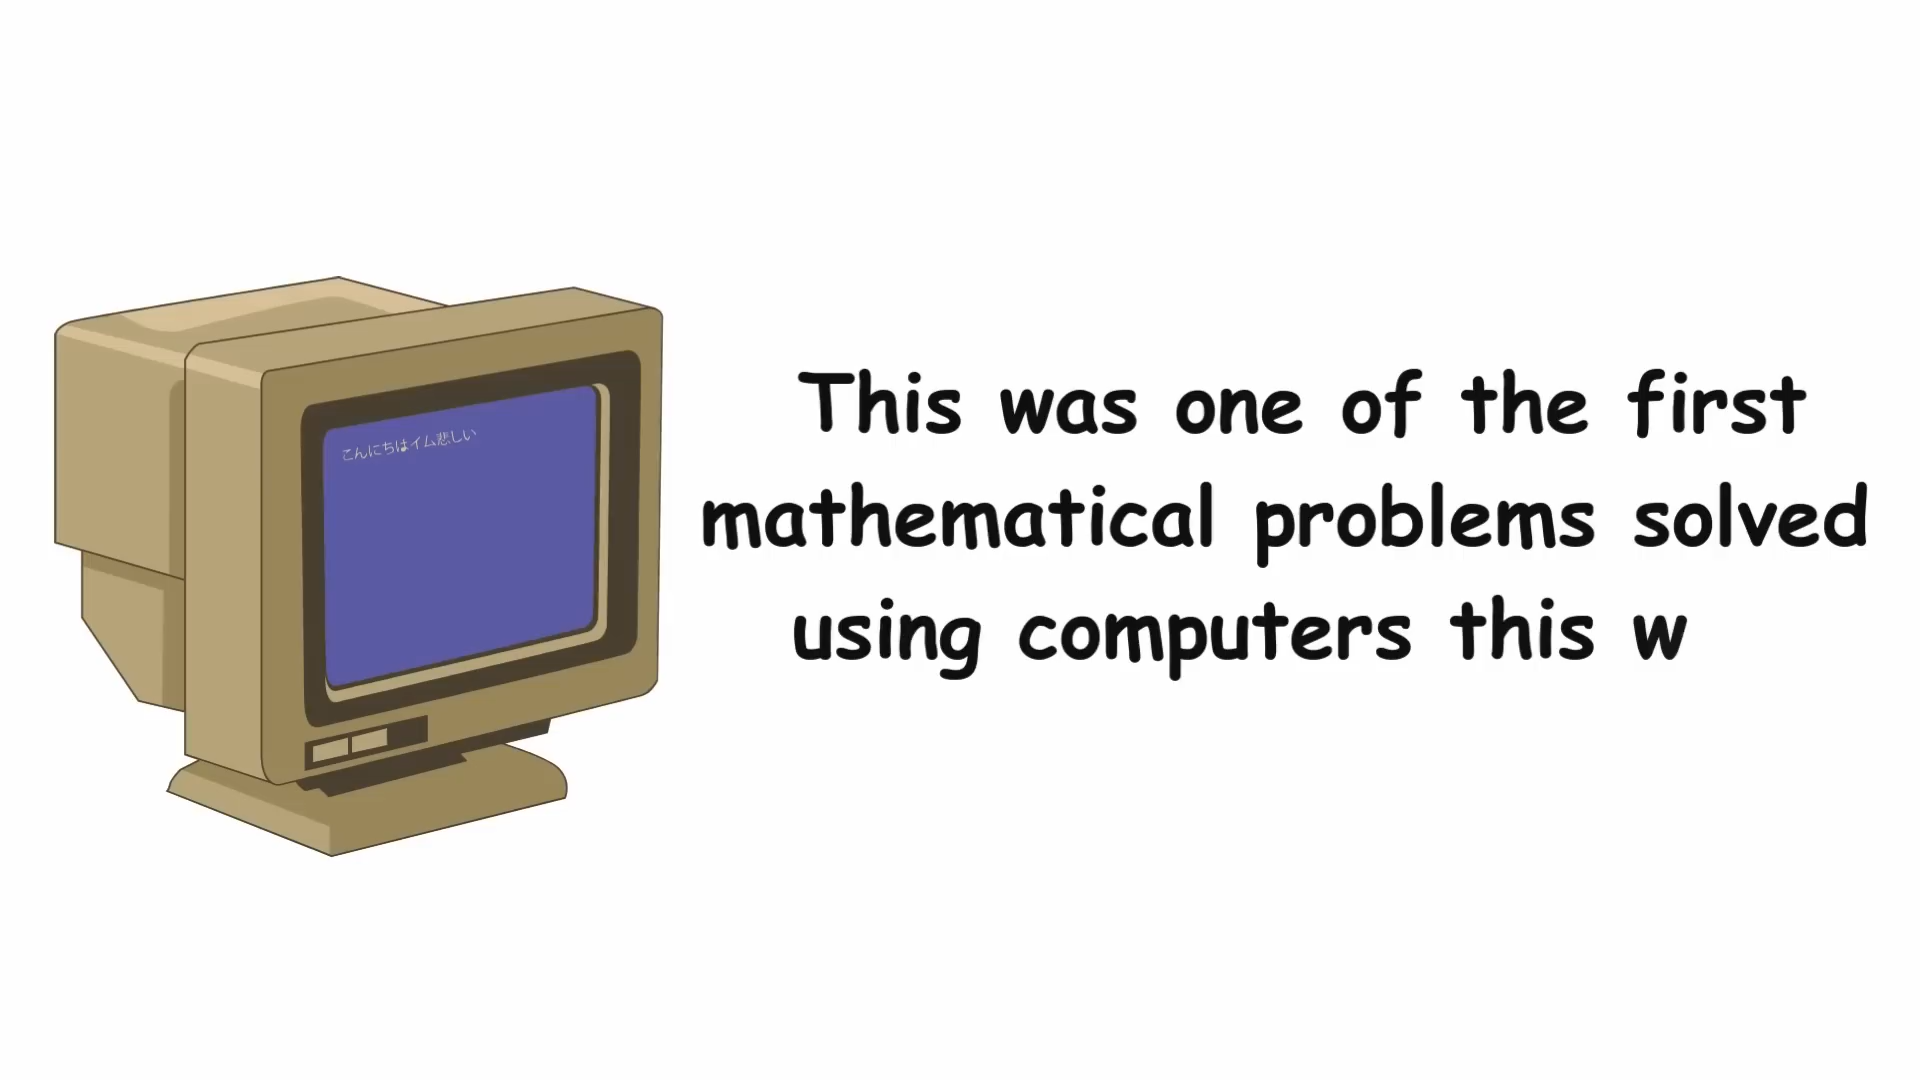 こんにちはイム悲しい
This was one of the first
mathematical problems solved
using computers this w